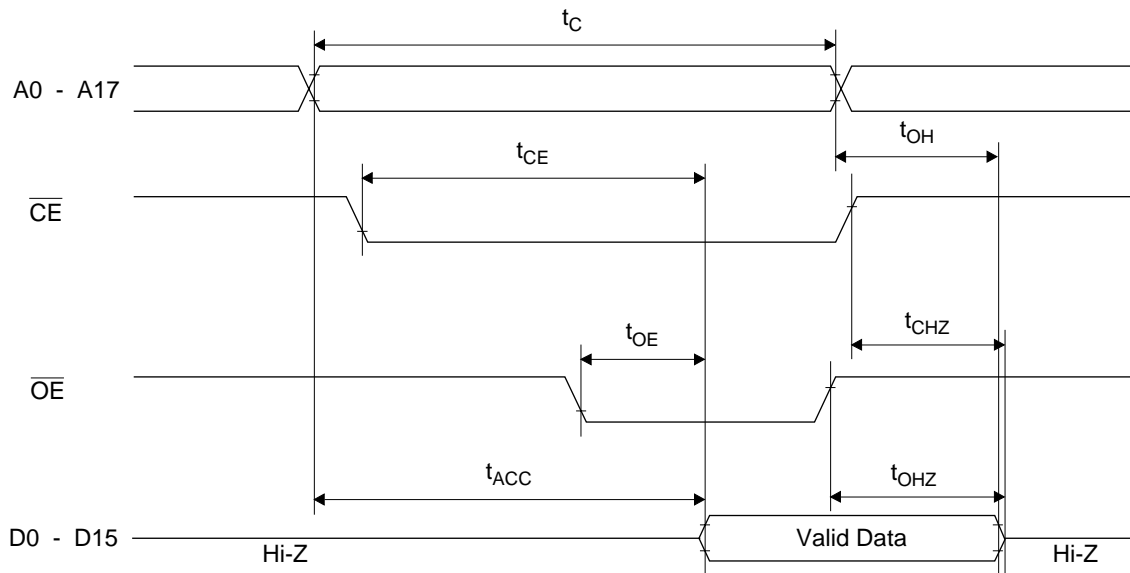 tC
A0 - A17
tOH
tCE
CE
tCHZ
tOE
OE
tACC
tOHZ
D0 - D15
Valid Data
Hi-Z
Hi-Z